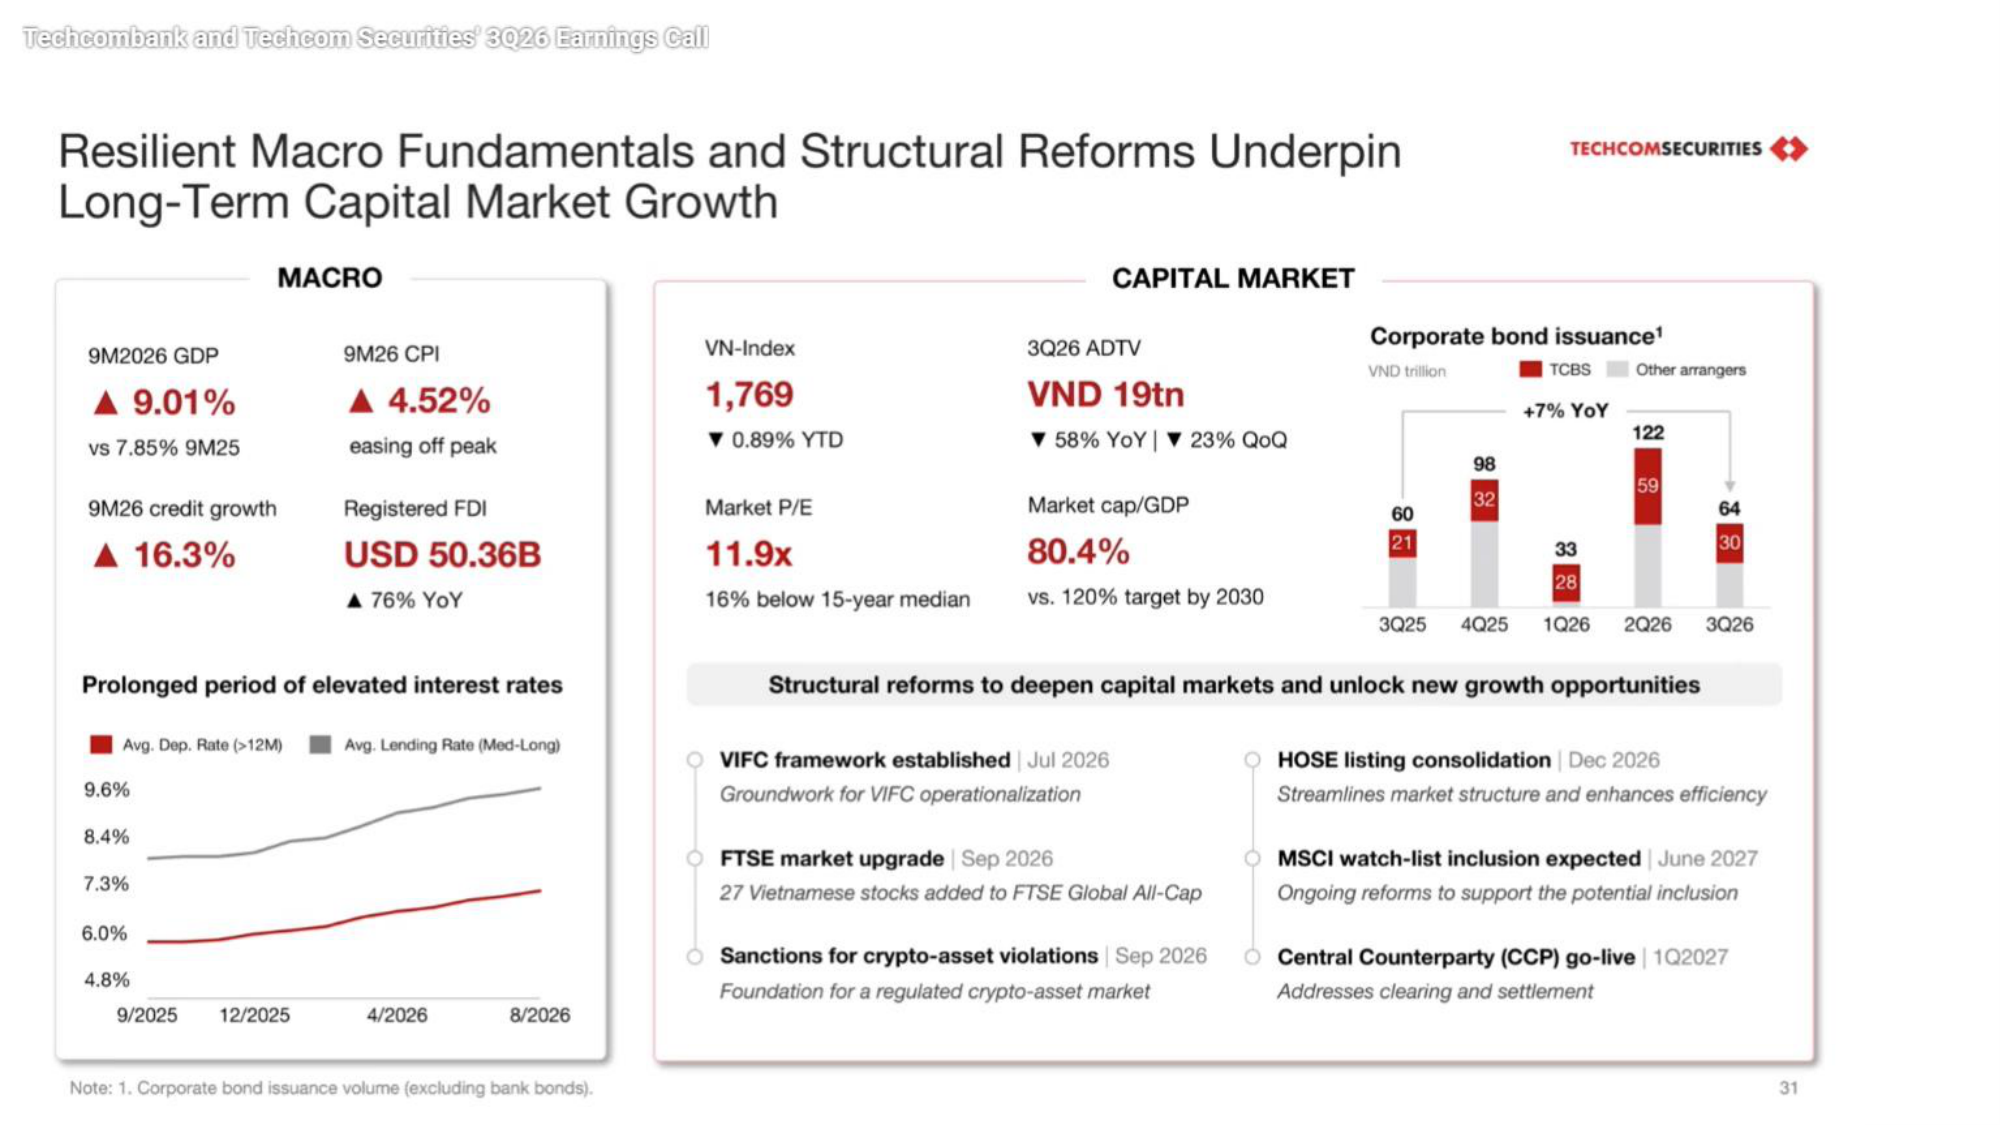 Techcombank and Techcom Securities' 3Q26 Earnings Call
Resilient Macro Fundamentals and Structural Reforms Underpin
Long-Term Capital Market Growth
TECHCOMSECURITIES
MACRO
9M2026 GDP
▲ 9.01%
vs 7.85% 9M25
9M26 CPI
▲ 4.52%
easing off peak
9M26 credit growth
▲ 16.3%
Registered FDI
USD 50.36B
▲ 76% YoY
Prolonged period of elevated interest rates
Avg. Dep. Rate (>12M)
Avg. Lending Rate (Med-Long)
9.6%
8.4%
7.3%
6.0%
4.8%
9/2025 12/2025 4/2026 8/2026
CAPITAL MARKET
VN-Index
1,769
▼ 0.89% YTD
3Q26 ADTV
VND 19tn
▼ 58% YoY | ▼ 23% QoQ
Market P/E
11.9x
16% below 15-year median
Market cap/GDP
80.4%
vs. 120% target by 2030
Corporate bond issuance¹
VND trillion
TCBS
Other arrangers
+7% YoY
60
21
98
32
33
28
122
59
64
30
3Q25 4Q25 1Q26 2Q26 3Q26
Structural reforms to deepen capital markets and unlock new growth opportunities
VIFC framework established | Jul 2026
Groundwork for VIFC operationalization
FTSE market upgrade | Sep 2026
27 Vietnamese stocks added to FTSE Global All-Cap
Sanctions for crypto-asset violations | Sep 2026
Foundation for a regulated crypto-asset market
HOSE listing consolidation | Dec 2026
Streamlines market structure and enhances efficiency
MSCI watch-list inclusion expected | June 2027
Ongoing reforms to support the potential inclusion
Central Counterparty (CCP) go-live | 1Q2027
Addresses clearing and settlement
Note: 1. Corporate bond issuance volume (excluding bank bonds).
31